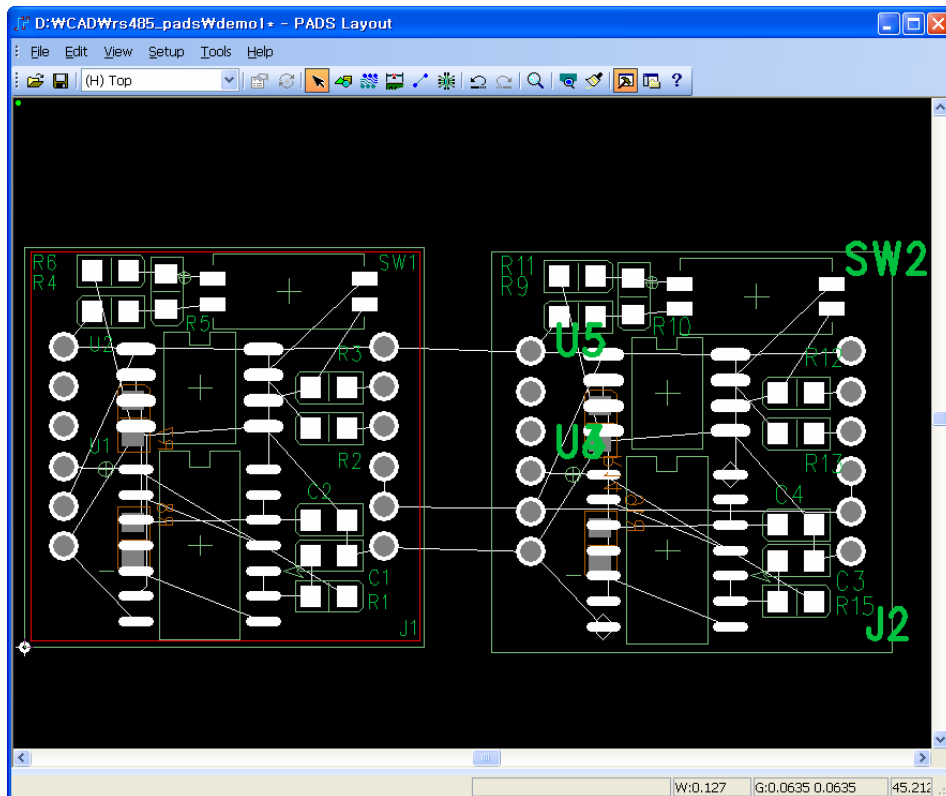 D:₩CAD₩rs485_pads₩demo1* - PADS Layout
File Edit View Setup Tools Help
(H) Top
R6
R4
SW1
R5
U2
R3
U1
R2
C2
C1
R1
J1
R11
R9
SW2
R10
U5
R12
R13
C4
C3
R15
J2
W:0.127
G:0.0635 0.0635